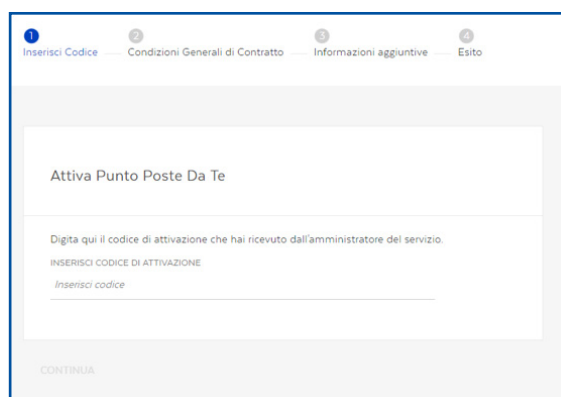 1 2 3 4
Inserisci Codice Condizioni Generali di Contratto Informazioni aggiuntive Esito
Attiva Punto Poste Da Te
Digita qui il codice di attivazione che hai ricevuto dall'amministratore del servizio.
INSERISCI CODICE DI ATTIVAZIONE
Inserisci codice
CONTINUA